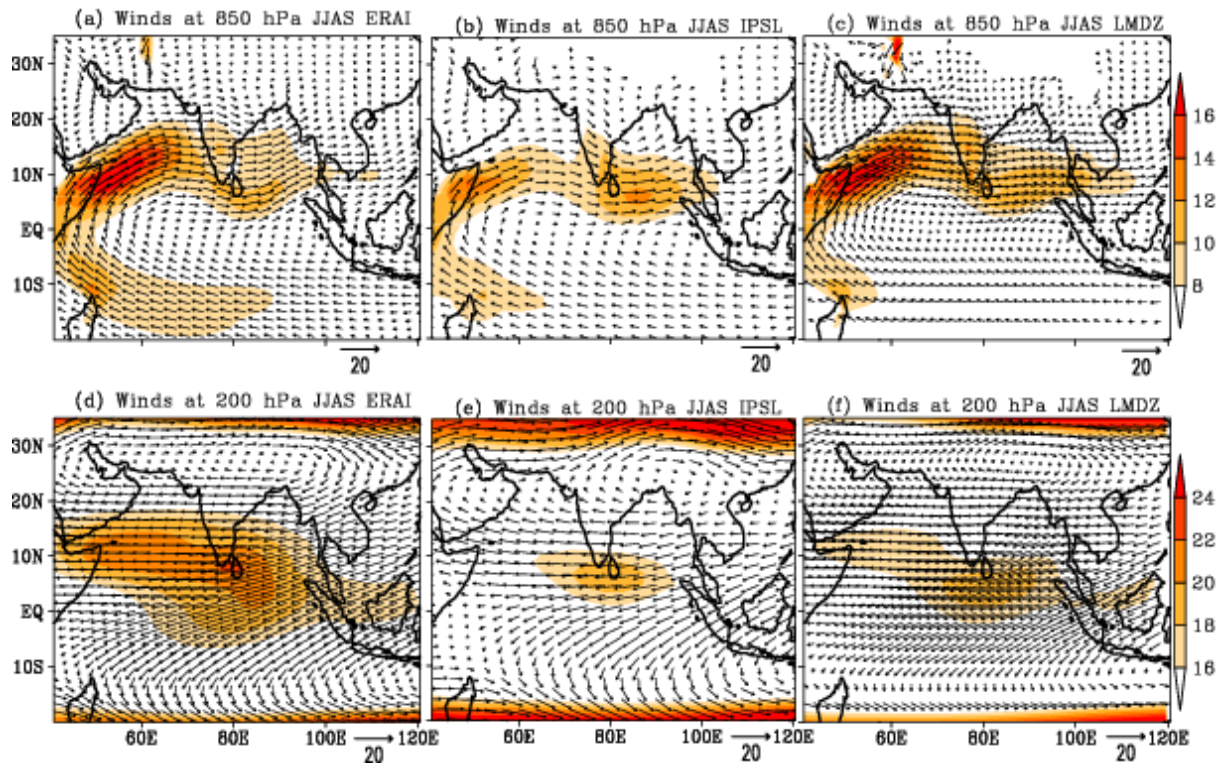 (a) Winds at 850 hPa JJAS ERAI
(b) Winds at 850 hPa JJAS IPSL
(c) Winds at 850 hPa JJAS LMDZ
30N
20N
10N
EQ
10S
16
14
12
10
8
20
20
20
(d) Winds at 200 hPa JJAS ERAI
(e) Winds at 200 hPa JJAS IPSL
(f) Winds at 200 hPa JJAS LMDZ
30N
20N
10N
EQ
10S
24
22
20
18
16
60E 80E 100E 120E 60E 80E 100E 120E 60E 80E 100E 120E
20
20
20